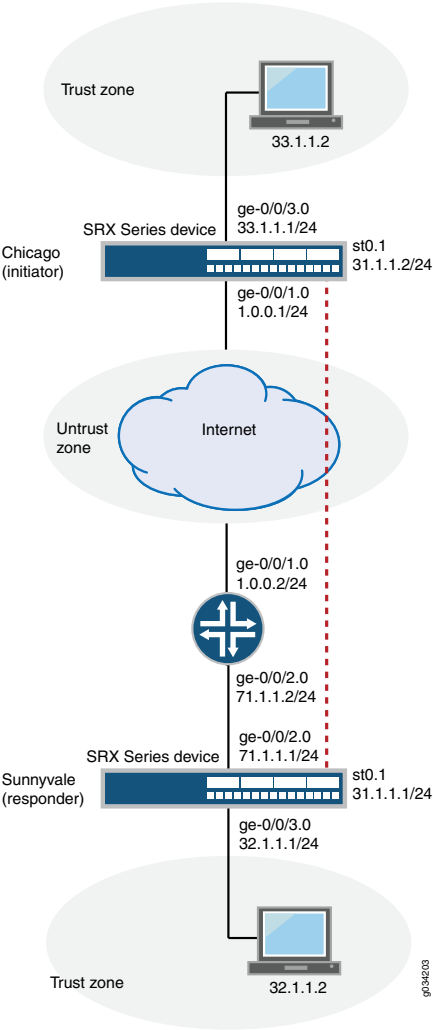 Trust zone
33.1.1.2
ge-0/0/3.0
33.1.1.1/24
SRX Series device
st0.1
31.1.1.2/24
Chicago
(initiator)
ge-0/0/1.0
1.0.0.1/24
Untrust
zone
Internet
ge-0/0/1.0
1.0.0.2/24
ge-0/0/2.0
71.1.1.2/24
ge-0/0/2.0
71.1.1.1/24
SRX Series device
st0.1
31.1.1.1/24
Sunnyvale
(responder)
ge-0/0/3.0
32.1.1.1/24
Trust zone
32.1.1.2
g034203